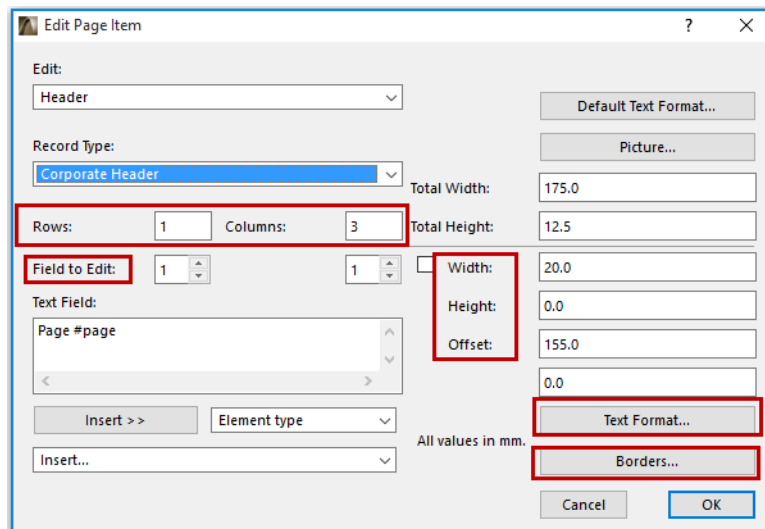 Edit Page Item ?
Edit:
Header
Default Text Format...
Record Type:
Picture...
Corporate Header
Total Width: 175.0
Rows: 1 Columns: 3 Total Height: 12.5
Field to Edit: 1 1 Width: 20.0
Text Field: Height: 0.0
Page #page
Offset: 155.0
0.0
Insert >> Element type Text Format...
All values in mm.
Insert... Borders...
Cancel OK